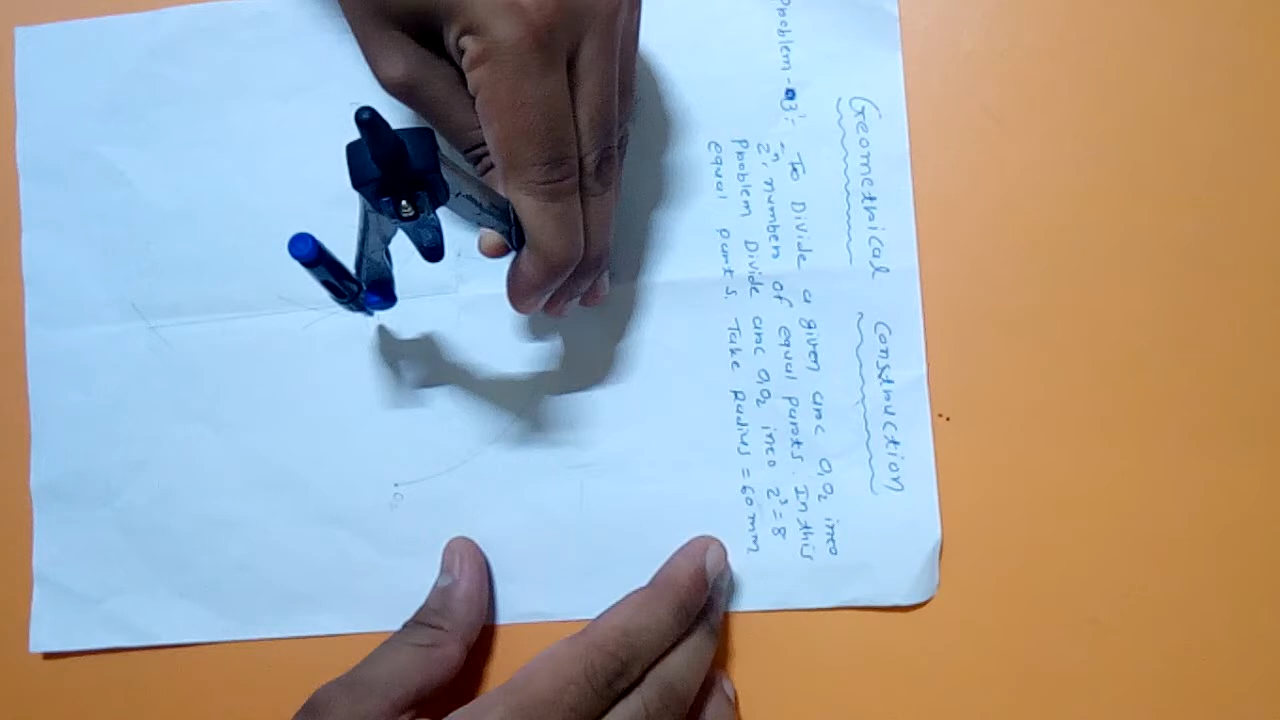 Geometrical Construction
Problem -03:- To Divide a given arc O1O2 into
2ⁿ, number of equal parts. In this
Problem Divide arc O1O2 into 2³ = 8
equal parts. Take Radius = 60mm
O2